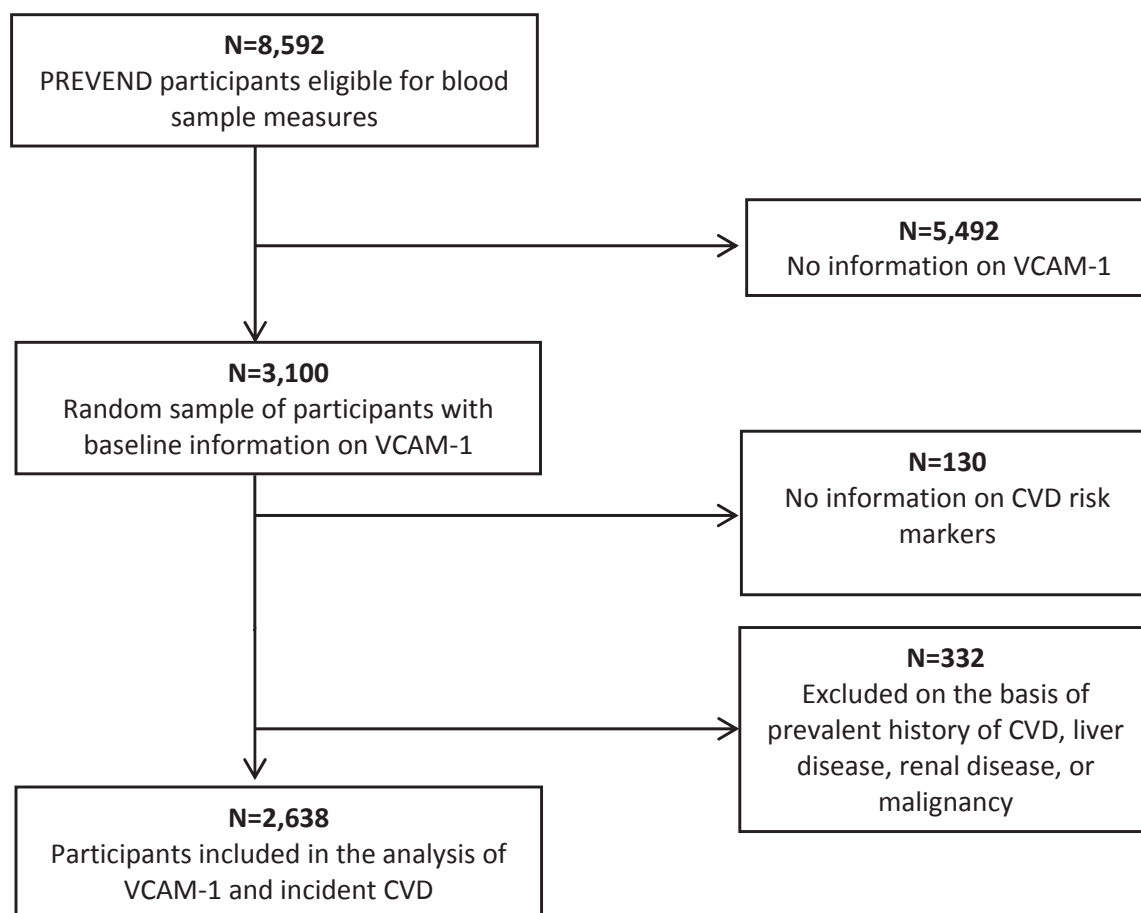 N=8,592
PREVEND participants eligible for blood
sample measures
N=5,492
No information on VCAM-1
N=3,100
Random sample of participants with
baseline information on VCAM-1
N=130
No information on CVD risk
markers
N=332
Excluded on the basis of
prevalent history of CVD, liver
disease, renal disease, or
malignancy
N=2,638
Participants included in the analysis of
VCAM-1 and incident CVD